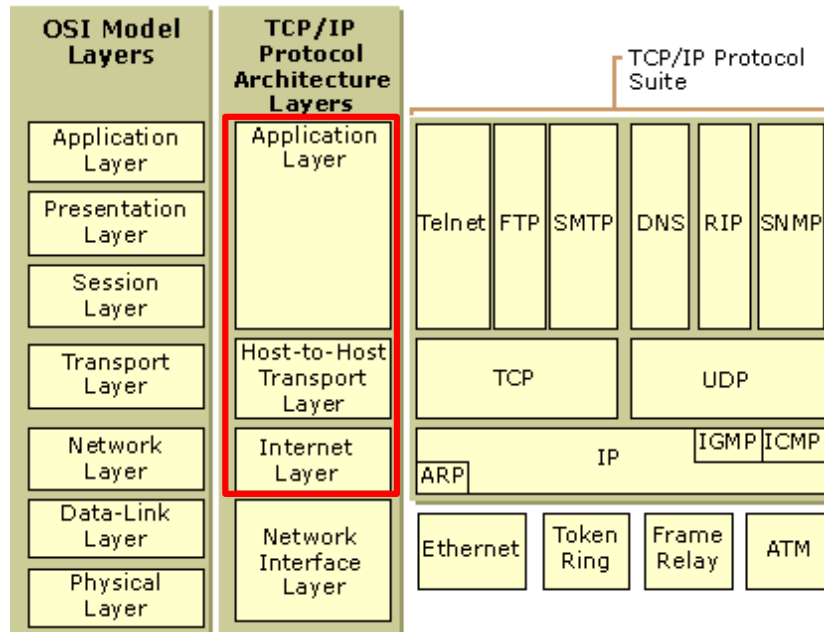 OSI Model
Layers
TCP/IP
Protocol
Architecture
Layers
TCP/IP Protocol
Suite
Application
Layer
Presentation
Layer
Session
Layer
Transport
Layer
Network
Layer
Data-Link
Layer
Physical
Layer
Application
Layer
Host-to-Host
Transport
Layer
Internet
Layer
Network
Interface
Layer
Telnet
FTP
SMTP
DNS
RIP
SNMP
TCP
UDP
IP
IGMP
ICMP
ARP
Ethernet
Token
Ring
Frame
Relay
ATM